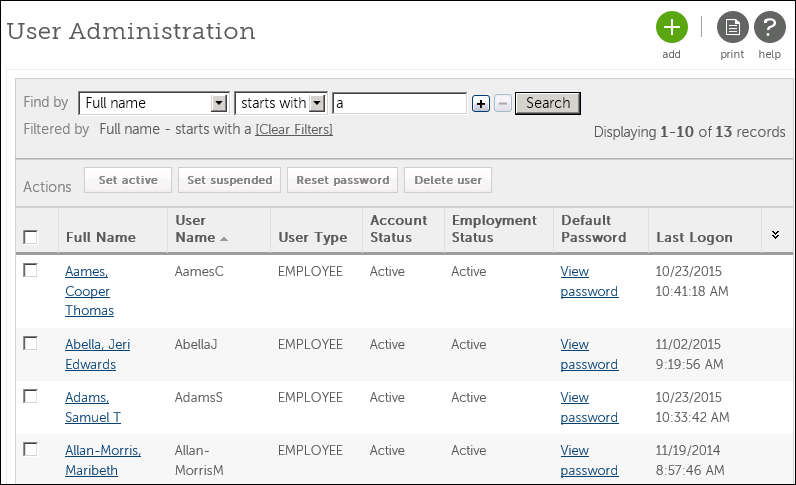 User Administration
add print help
Find by Full name starts with a Search
Filtered by Full name - starts with a [Clear Filters]
Displaying 1-10 of 13 records
Actions Set active Set suspended Reset password Delete user
Full Name User Name User Type Account Status Employment Status Default Password Last Logon
Aames, AamesC EMPLOYEE Active Active View 10/23/2015
Cooper password 10:41:18 AM
Thomas
Abella, Jeri AbellaJ EMPLOYEE Active Active View 11/02/2015
Edwards password 9:19:56 AM
Adams, AdamsS EMPLOYEE Active Active View 10/23/2015
Samuel T password 10:33:42 AM
Allan-Morris, Allan- EMPLOYEE Active Active View 11/19/2014
Maribeth MorrisM password 8:57:46 AM